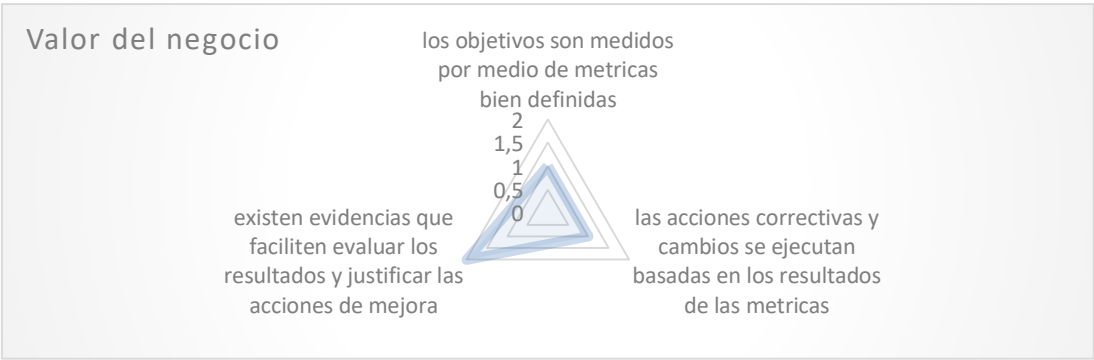 Valor del negocio
los objetivos son medidos
por medio de metricas
bien definidas
2
1,5
1
0,5
0
existen evidencias que
faciliten evaluar los
resultados y justificar las
acciones de mejora
las acciones correctivas y
cambios se ejecutan
basadas en los resultados
de las metricas